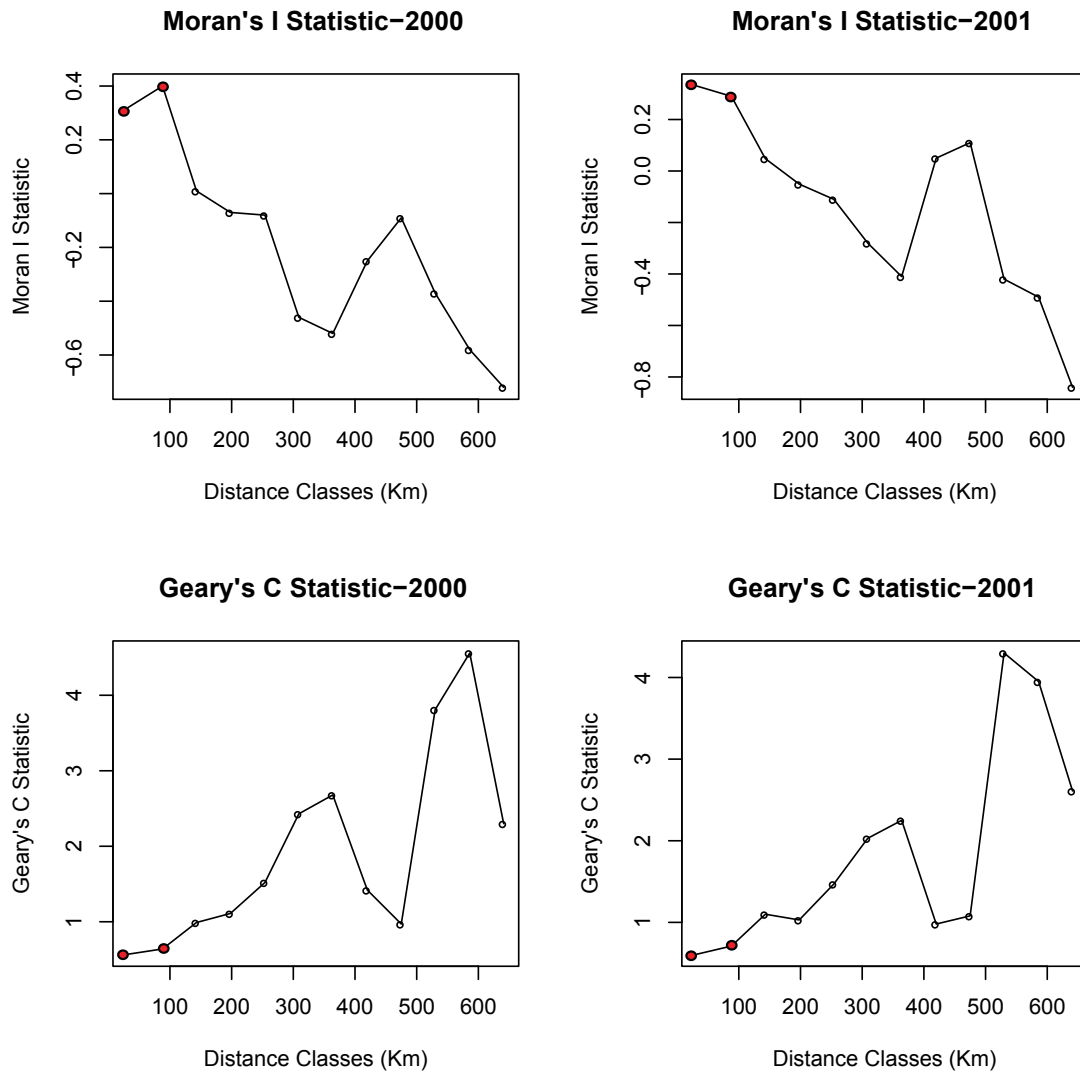 Moran's I Statistic−2000
Moran I Statistic
0.4
0.2
−0.2
−0.6
100 200 300 400 500 600
Distance Classes (Km)
Moran's I Statistic−2001
Moran I Statistic
0.2
0.0
−0.4
−0.8
100 200 300 400 500 600
Distance Classes (Km)
Geary's C Statistic−2000
Geary's C Statistic
4
3
2
1
100 200 300 400 500 600
Distance Classes (Km)
Geary's C Statistic−2001
Geary's C Statistic
4
3
2
1
100 200 300 400 500 600
Distance Classes (Km)